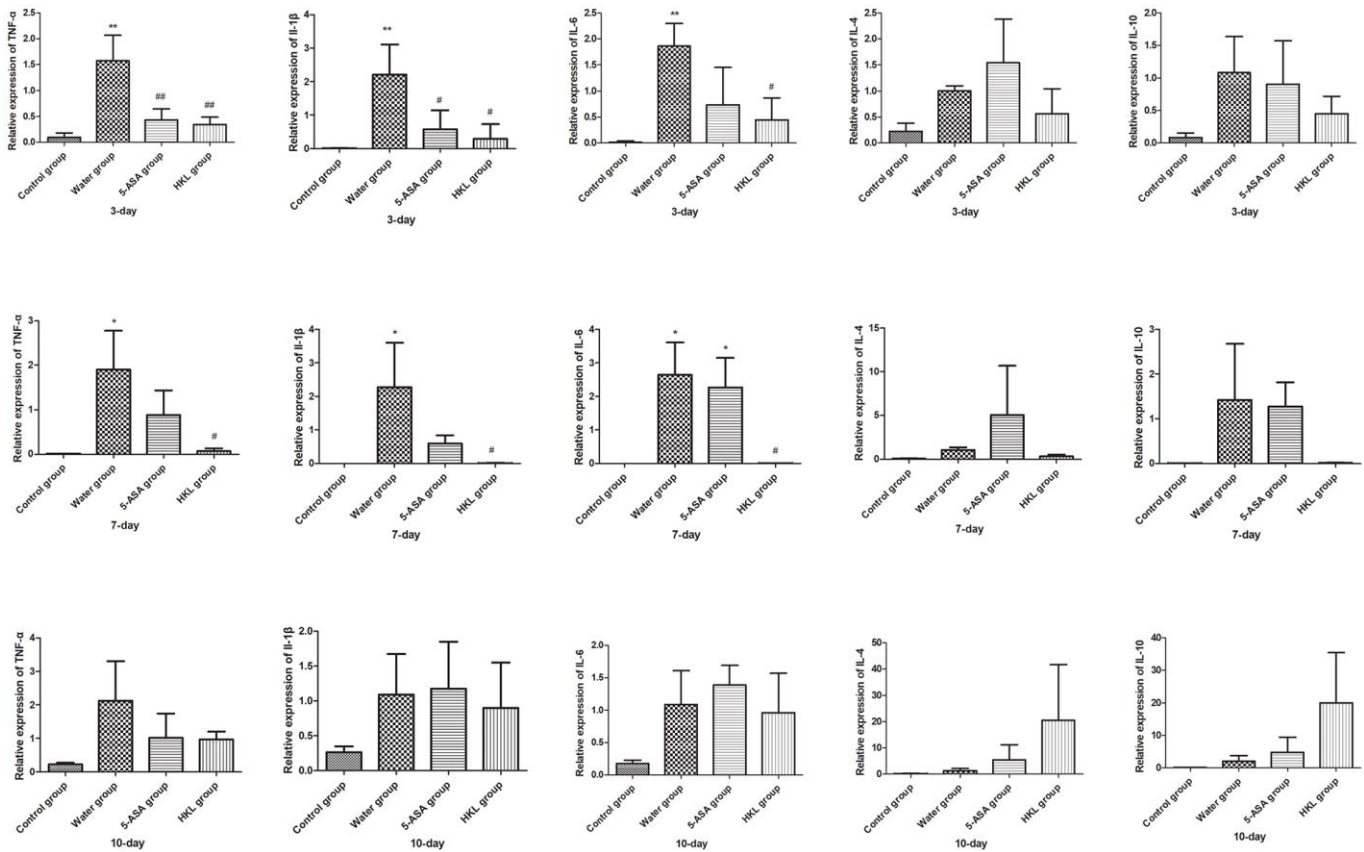 Relative expression of TNF-α
2.5
2.0
1.5
1.0
0.5
0.0
**
##
##
Control group
Water group
5-ASA group
HKL group
3-day
Relative expression of Il-1β
4
3
2
1
0
**
#
#
Control group
Water group
5-ASA group
HKL group
3-day
Relative expression of IL-6
2.5
2.0
1.5
1.0
0.5
0.0
**
#
Control group
Water group
5-ASA group
HKL group
3-day
Relative expression of IL-4
2.5
2.0
1.5
1.0
0.5
0.0
Control group
Water group
5-ASA group
HKL group
3-day
Relative expression of IL-10
2.0
1.5
1.0
0.5
0.0
Control group
Water group
5-ASA group
HKL group
3-day
Relative expression of TNF-α
3
2
1
0
*
#
Control group
Water group
5-ASA group
HKL group
7-day
Relative expression of Il-1β
4
3
2
1
0
*
#
Control group
Water group
5-ASA group
HKL group
7-day
Relative expression of IL-6
4
3
2
1
0
*
*
#
Control group
Water group
5-ASA group
HKL group
7-day
Relative expression of IL-4
15
10
5
0
Control group
Water group
5-ASA group
HKL group
7-day
Relative expression of IL-10
3
2
1
0
Control group
Water group
5-ASA group
HKL group
7-day
Relative expression of TNF-α
4
3
2
1
0
Control group
Water group
5-ASA group
HKL group
10-day
Relative expression of Il-1β
2.0
1.5
1.0
0.5
0.0
Control group
Water group
5-ASA group
HKL group
10-day
Relative expression of IL-6
2.0
1.5
1.0
0.5
0.0
Control group
Water group
5-ASA group
HKL group
10-day
Relative expression of IL-4
50
40
30
20
10
0
Control group
Water group
5-ASA group
HKL group
10-day
Relative expression of IL-10
40
30
20
10
0
Control group
Water group
5-ASA group
HKL group
10-day